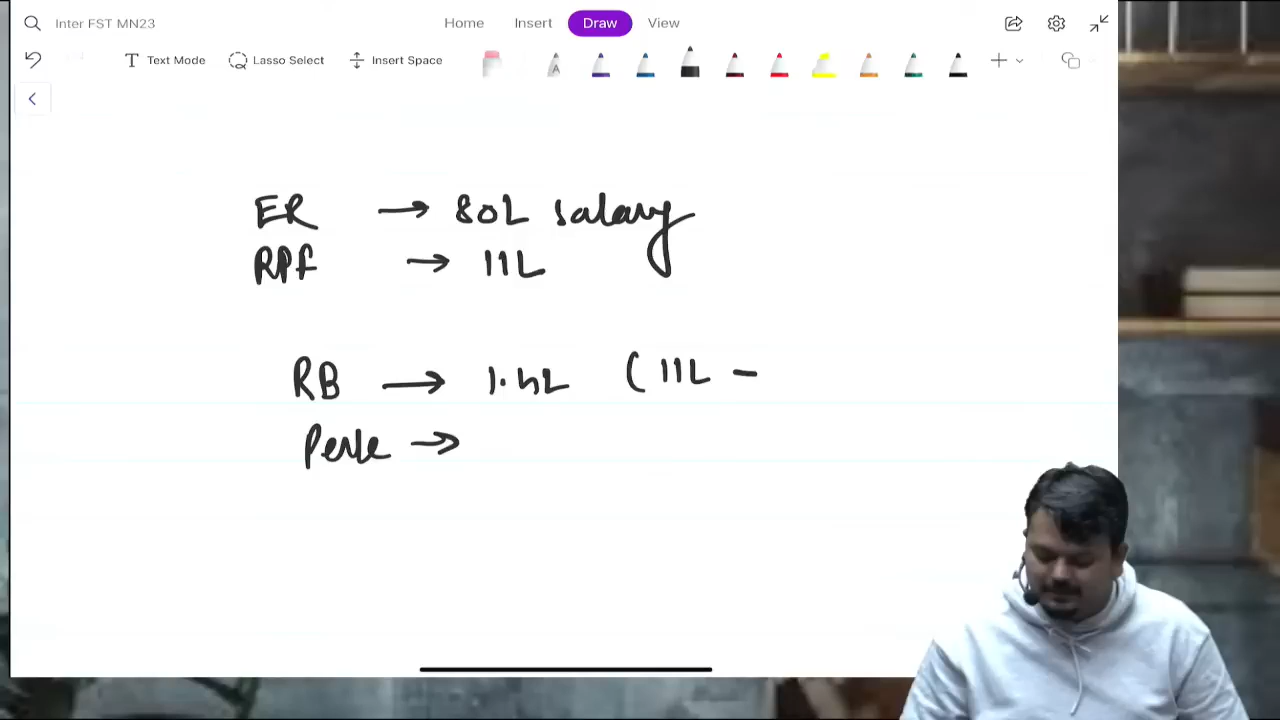 Inter FST MN23
Home Insert Draw View
T Text Mode Lasso Select Insert Space
ER → 80L salary
RPF → 11L
RB → 1.4L ( 11L –
Perk →